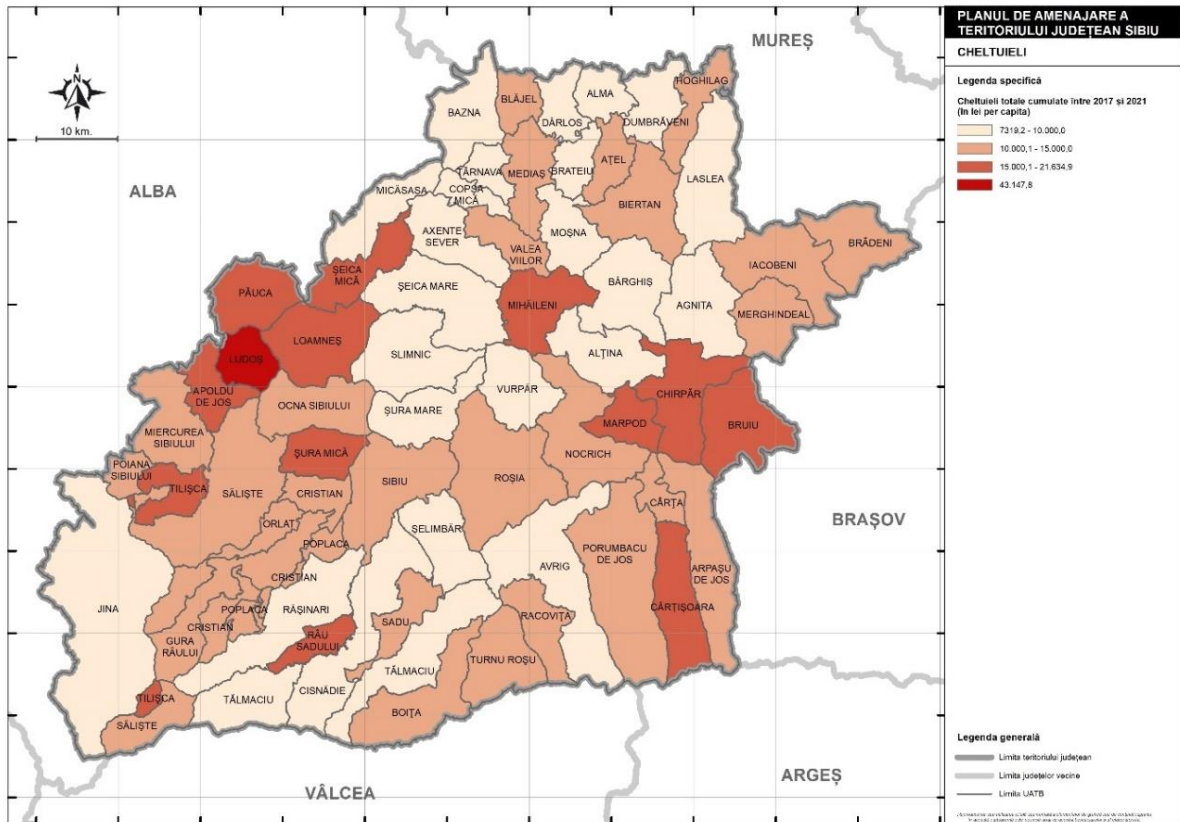 PLANUL DE AMENAJARE A
TERITORIULUI JUDEȚEAN SIBIU
CHELTUIELI
Legenda specifică
Cheltuieli totale cumulate între 2017 și 2021
(în lei per capita)
7319,2 - 10.000,0
10.000,1 - 15.000,0
15.000,1 - 21.634,9
43.147,8
N
10 km.
MUREȘ
ALBA
BRAȘOV
ARGEȘ
VÂLCEA
HOGHILAG
BAZNA
BLĂJEL
ALMA
DÂRLOS
DUMBRĂVENI
TÂRNAVA
MEDIAȘ
BRATEIU
AȚEL
LASLEA
MICĂSASA
COPȘA
MICĂ
BIERTAN
AXENTE
SEVER
MOȘNA
VALEA
VIILOR
BRĂDENI
IACOBENI
ȘEICA
MICĂ
ȘEICA MARE
BÂRGHIȘ
PĂUCA
MIHĂILENI
AGNITA
MERGHINDEAL
LOAMNEȘ
LUDOȘ
SLIMNIC
ALȚINA
APOLDU
DE JOS
VURPĂR
CHIRPĂR
OCNA SIBIULUI
ȘURA MARE
MARPOD
BRUIU
MIERCUREA
SIBIULUI
ȘURA MICĂ
NOCRICH
POIANA
SIBIULUI
TILIȘCA
SĂLIȘTE
CRISTIAN
SIBIU
ROȘIA
CÂRȚA
ORLAT
ȘELIMBĂR
POPLACA
PORUMBACU
DE JOS
AVRIG
ARPAȘU
DE JOS
CRISTIAN
CÂRȚIȘOARA
JINA
POPLACA
RĂȘINARI
CRISTIAN
SADU
RACOVIȚA
GURA
RÂULUI
RÂU
SADULUI
TURNU ROȘU
TĂLMACIU
TILIȘCA
TĂLMACIU
CISNĂDIE
BOIȚA
SĂLIȘTE
Legenda generală
Limita teritoriului județean
Limita județelor vecine
Limita UATB